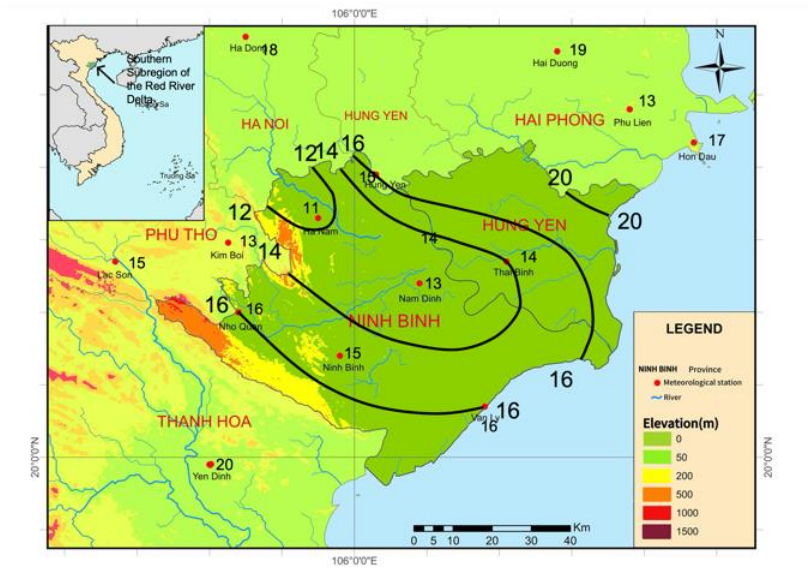 106°0'0"E
Southern
Subregion of
the Red River
Delta
Truong Sa
N
Ha Dong
18
19
Hai Duong
13
Phu Lien
HAI PHONG
17
Hon Dau
HA NOI
HUNG YEN
12
14
16
15
Hung Yen
20
20
12
11
Ha Nam
HUNG YEN
PHU THO
13
Kim Boi
14
14
14
Thai Binh
15
Lac Son
13
Nam Dinh
16
16
Nho Quan
NINH BINH
15
Ninh Binh
16
16
Van Ly
16
THANH HOA
20
Yen Dinh
LEGEND
NINH BINH Province
Meteorological station
River
Elevation(m)
0
50
200
500
1000
1500
20°0'0"N
20°0'0"N
Km
0 5 10 20 30 40
106°0'0"E